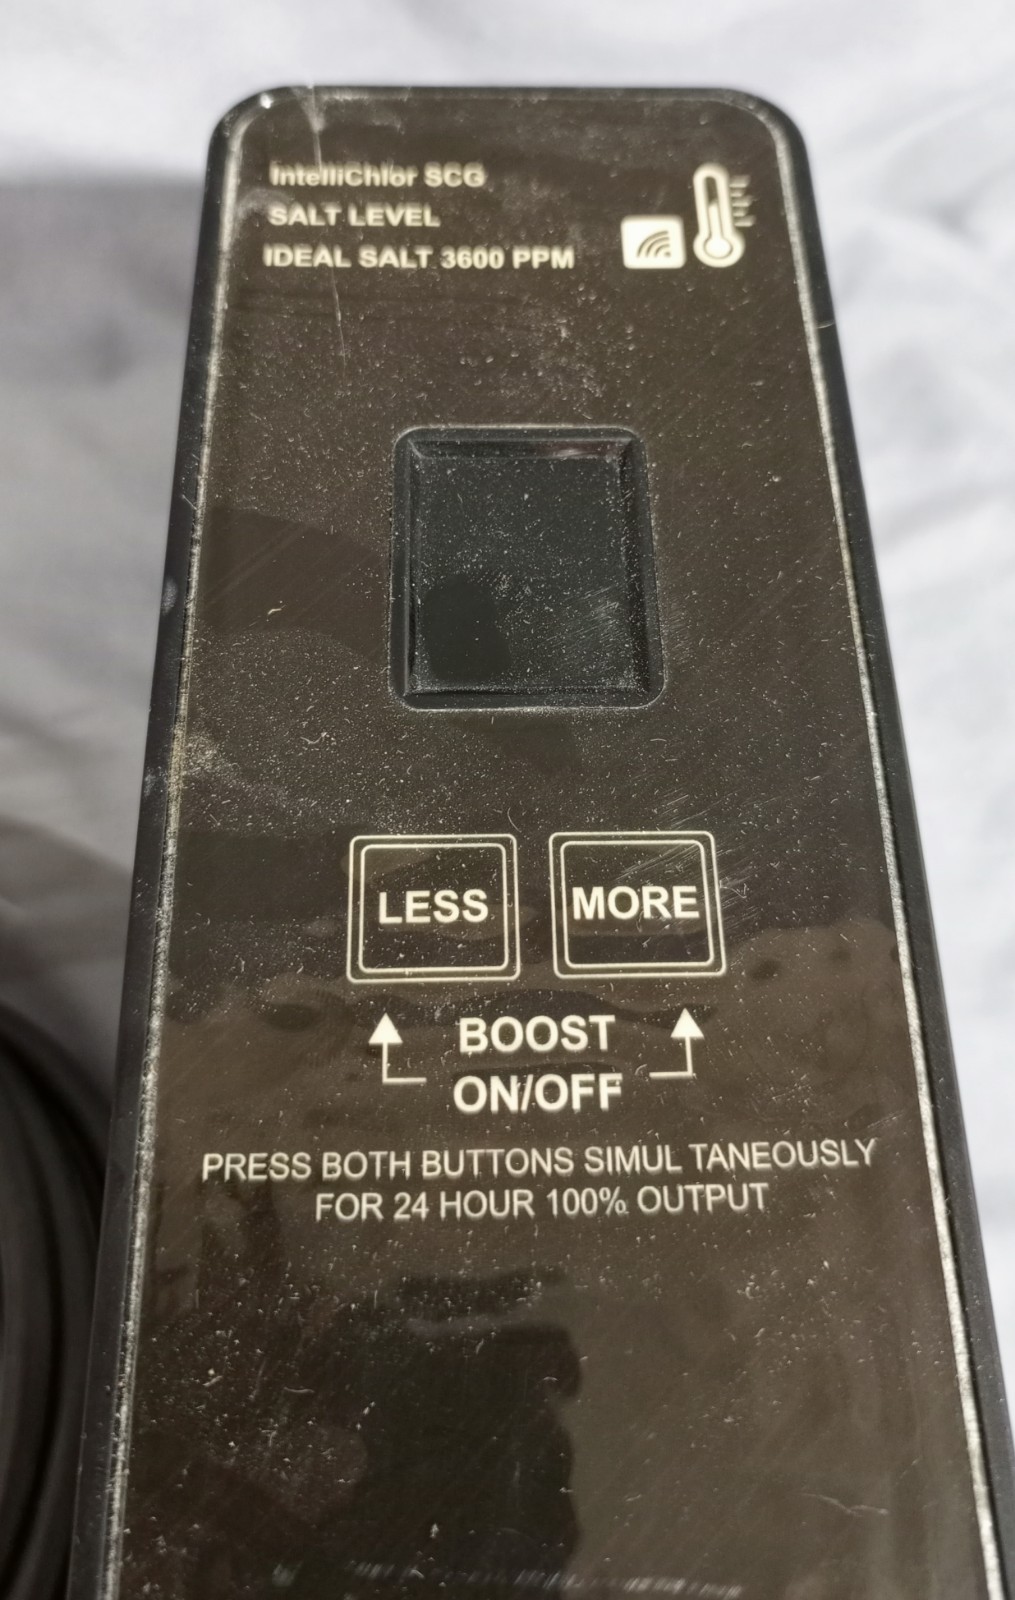 IntelliChlor SCG
SALT LEVEL
IDEAL SALT 3600 PPM
LESS
MORE
BOOST
ON/OFF
PRESS BOTH BUTTONS SIMUL TANEOUSLY
FOR 24 HOUR 100% OUTPUT